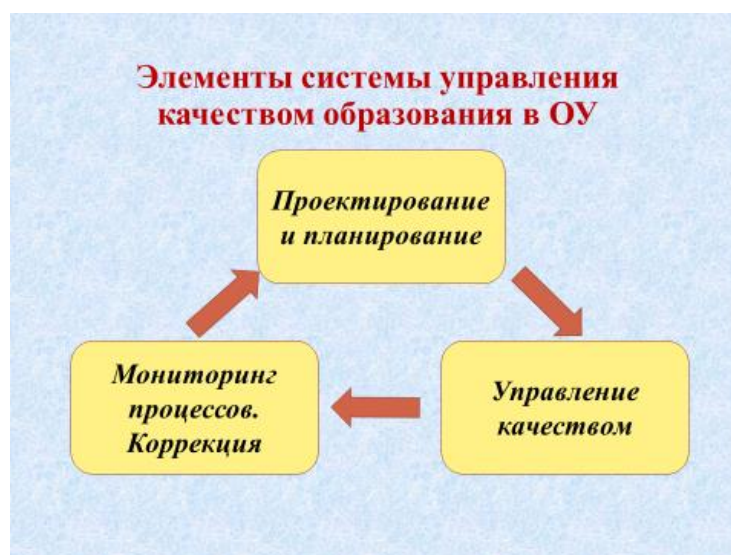 Элементы системы управления
качеством образования в ОУ
Проектирование
и планирование
Мониторинг
процессов.
Коррекция
Управление
качеством